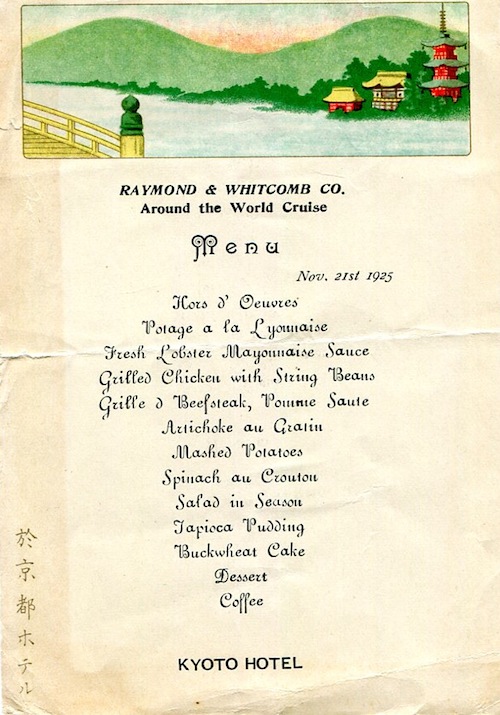 RAYMOND & WHITCOMB CO.
Around the World Cruise
Menu
Nov. 21st 1925
Hors d' Oeuvres
Potage a la Lyonnaise
Fresh Lobster Mayonnaise Sauce
Grilled Chicken with String Beans
Grille d Beefsteak, Pomme Saute
Artichoke au Gratin
Mashed Potatoes
Spinach au Crouton
Salad in Season
Tapioca Pudding
Buckwheat Cake
Dessert
Coffee
KYOTO HOTEL
於京都ホテル